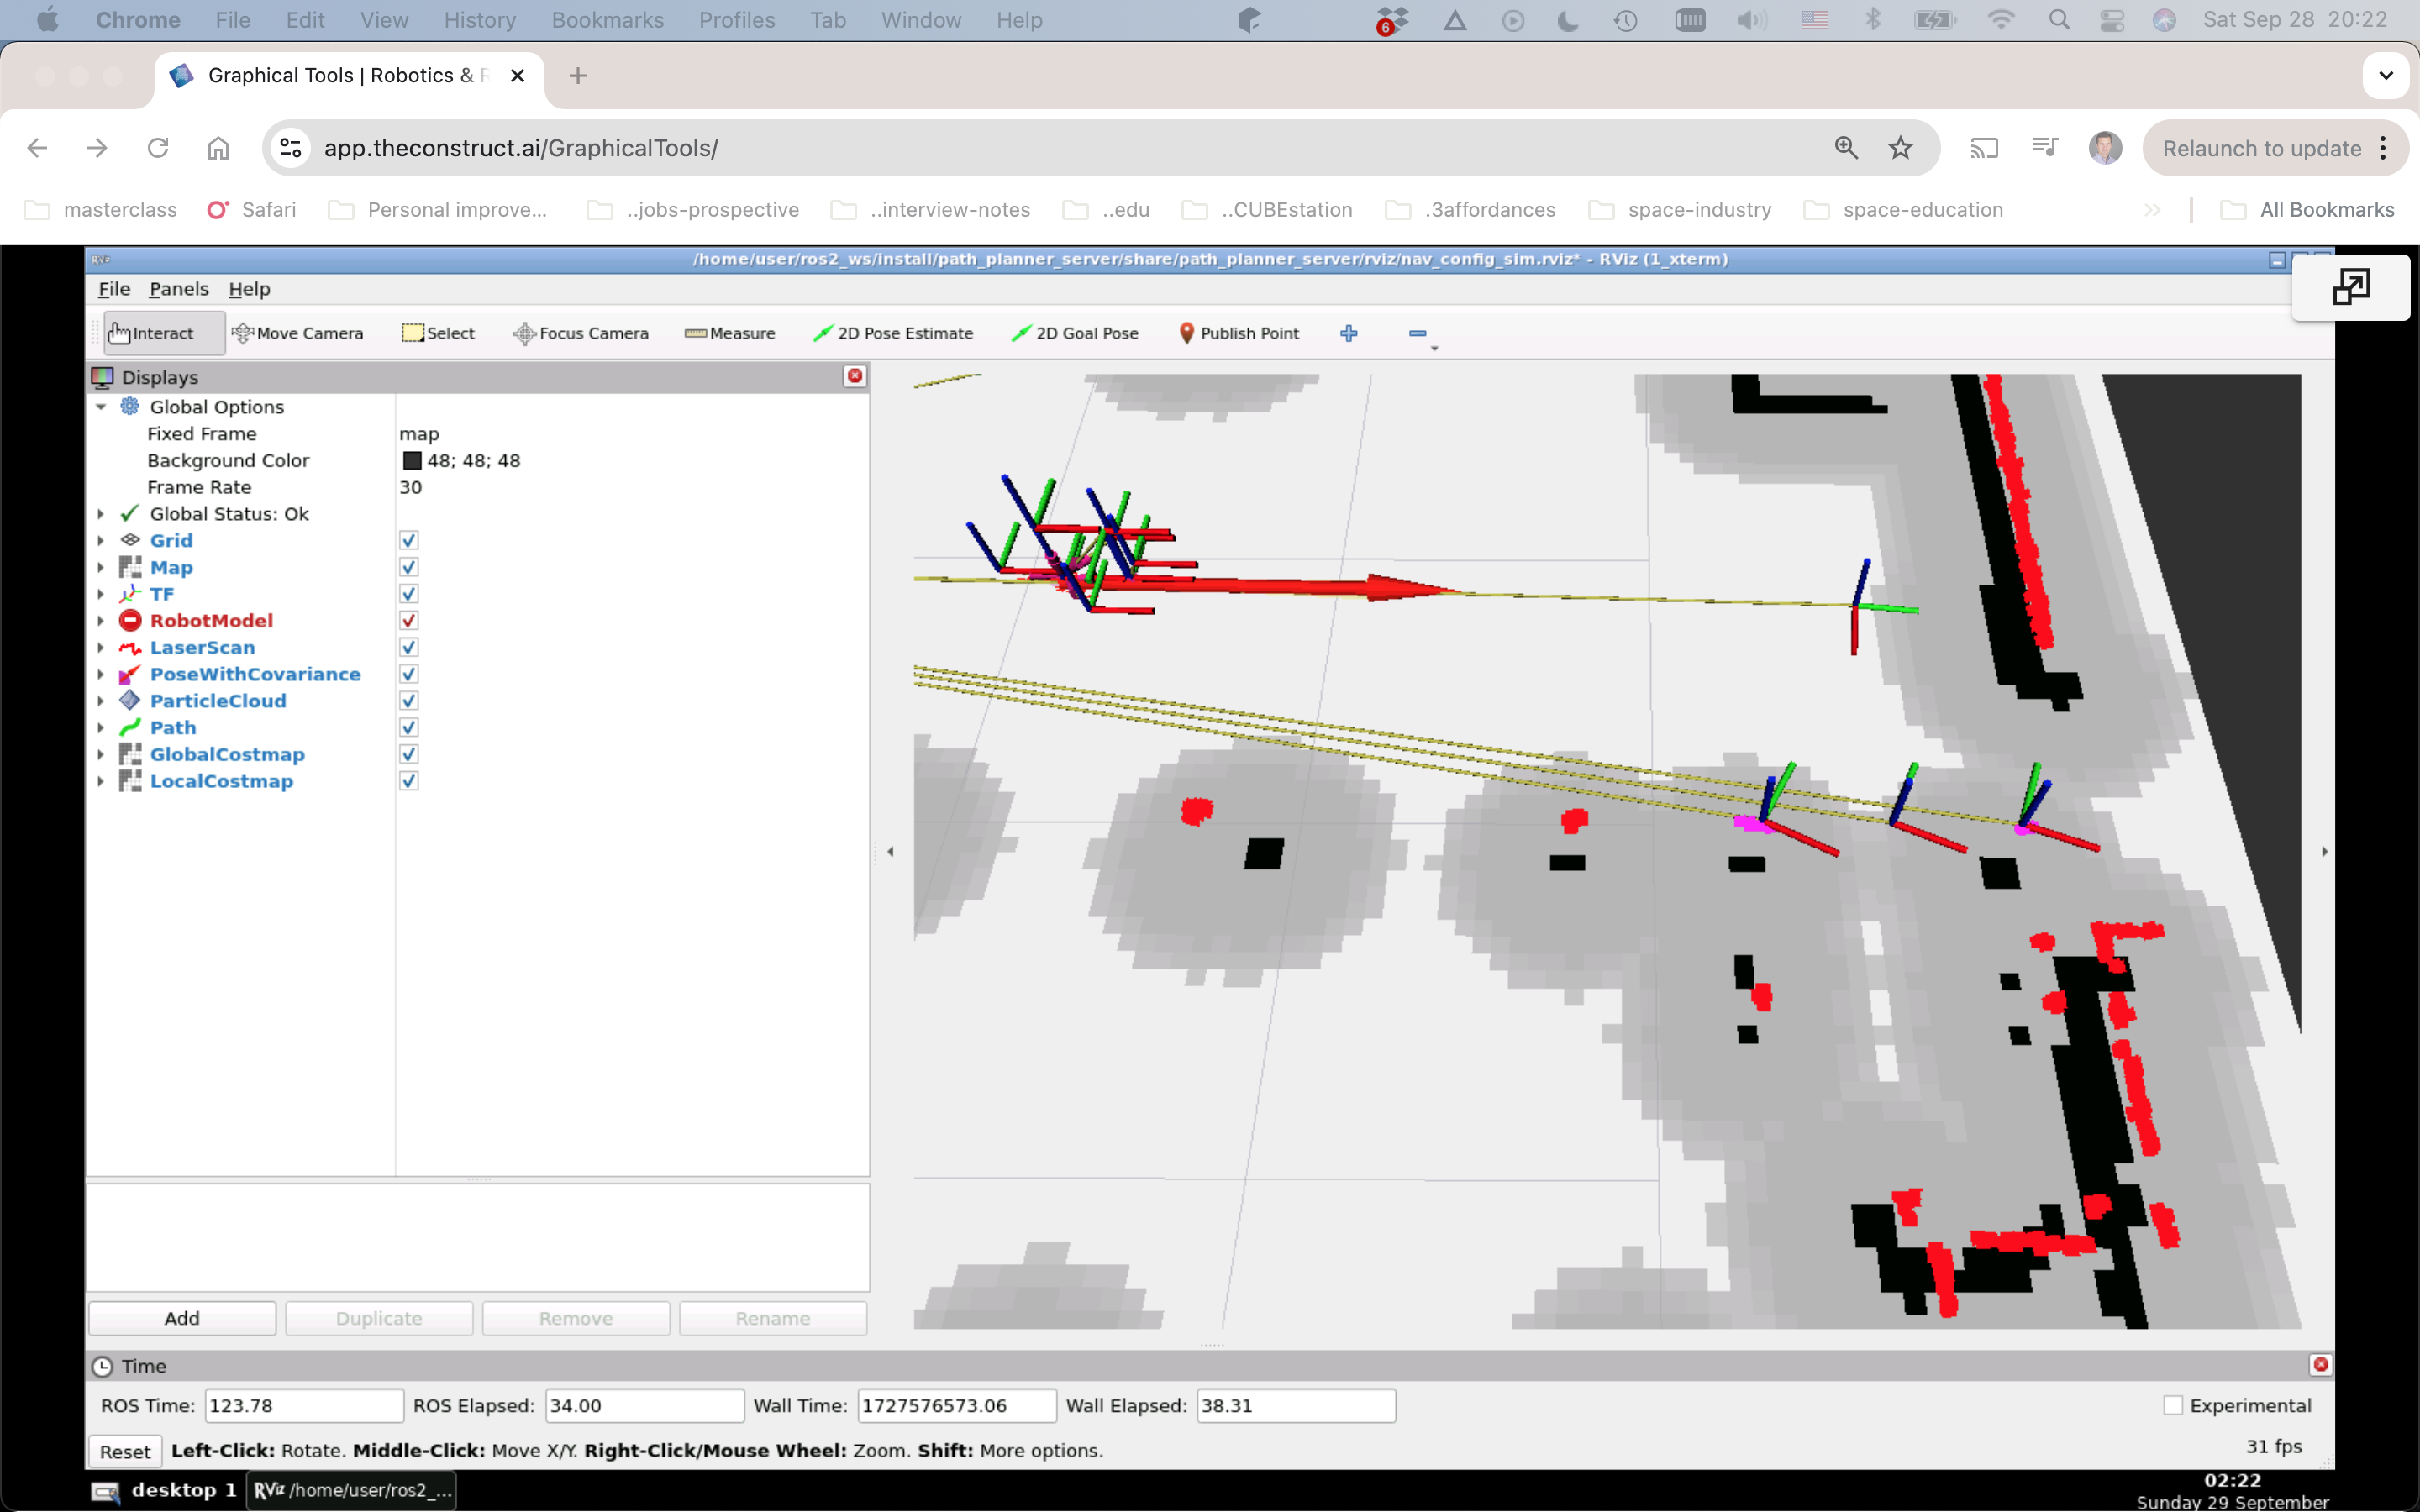 Chrome File Edit View History Bookmarks Profiles Tab Window Help 6 Sat Sep 28 20:22
Graphical Tools | Robotics &
app.theconstruct.ai/GraphicalTools/ Relaunch to update
masterclass Safari Personal improve... ..jobs-prospective ..interview-notes ..edu ..CUBEstation .3affordances space-industry space-education All Bookmarks
RViz /home/user/ros2_ws/install/path_planner_server/share/path_planner_server/rviz/nav_config_sim.rviz* - RViz (1_xterm)
File Panels Help
Interact Move Camera Select Focus Camera Measure 2D Pose Estimate 2D Goal Pose Publish Point
Displays
Global Options
Fixed Frame map
Background Color 48; 48; 48
Frame Rate 30
Global Status: Ok
Grid
Map
TF
RobotModel
LaserScan
PoseWithCovariance
ParticleCloud
Path
GlobalCostmap
LocalCostmap
Add Duplicate Remove Rename
Time
ROS Time: 123.78 ROS Elapsed: 34.00 Wall Time: 1727576573.06 Wall Elapsed: 38.31 Experimental
Reset Left-Click: Rotate. Middle-Click: Move X/Y. Right-Click/Mouse Wheel: Zoom. Shift: More options. 31 fps
desktop 1 RViz /home/user/ros2_... 02:22
Sunday 29 September